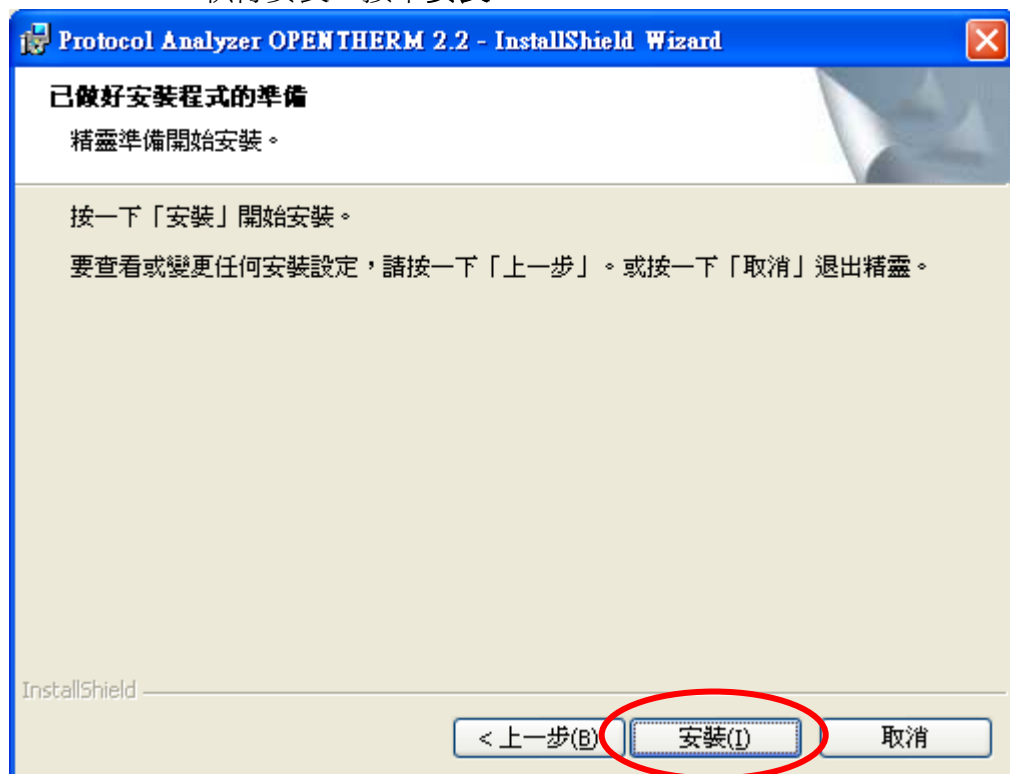 Protocol Analyzer OPENTHERM 2.2 - InstallShield Wizard
已做好安裝程式的準備
精靈準備開始安裝。
按一下「安裝」開始安裝。
要查看或變更任何安裝設定，請按一下「上一步」。或按一下「取消」退出精靈。
InstallShield
< 上一步(B) 安裝(I) 取消